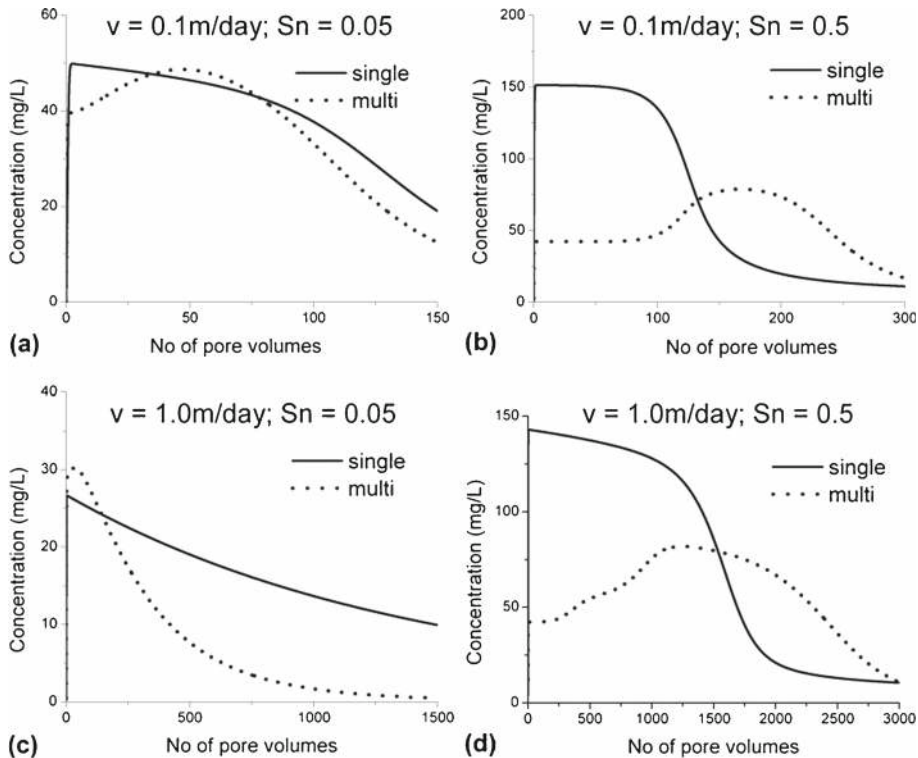 v = 0.1m/day; Sn = 0.05
single
multi
Concentration (mg/L)
60
40
20
0
0 50 100 150
No of pore volumes
(a)
v = 0.1m/day; Sn = 0.5
single
multi
Concentration (mg/L)
200
150
100
50
0
0 100 200 300
No of pore volumes
(b)
v = 1.0m/day; Sn = 0.05
single
multi
Concentration (mg/L)
40
30
20
10
0
0 500 1000 1500
No of pore volumes
(c)
v = 1.0m/day; Sn = 0.5
single
multi
Concentration (mg/L)
150
100
50
0
0 500 1000 1500 2000 2500 3000
No of pore volumes
(d)